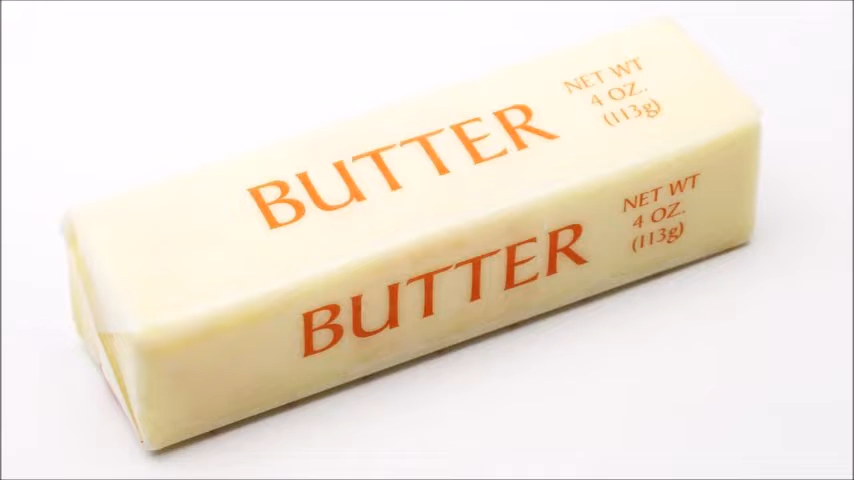 BUTTER
NET WT
4 OZ.
(113g)
BUTTER
NET WT
4 OZ.
(113g)